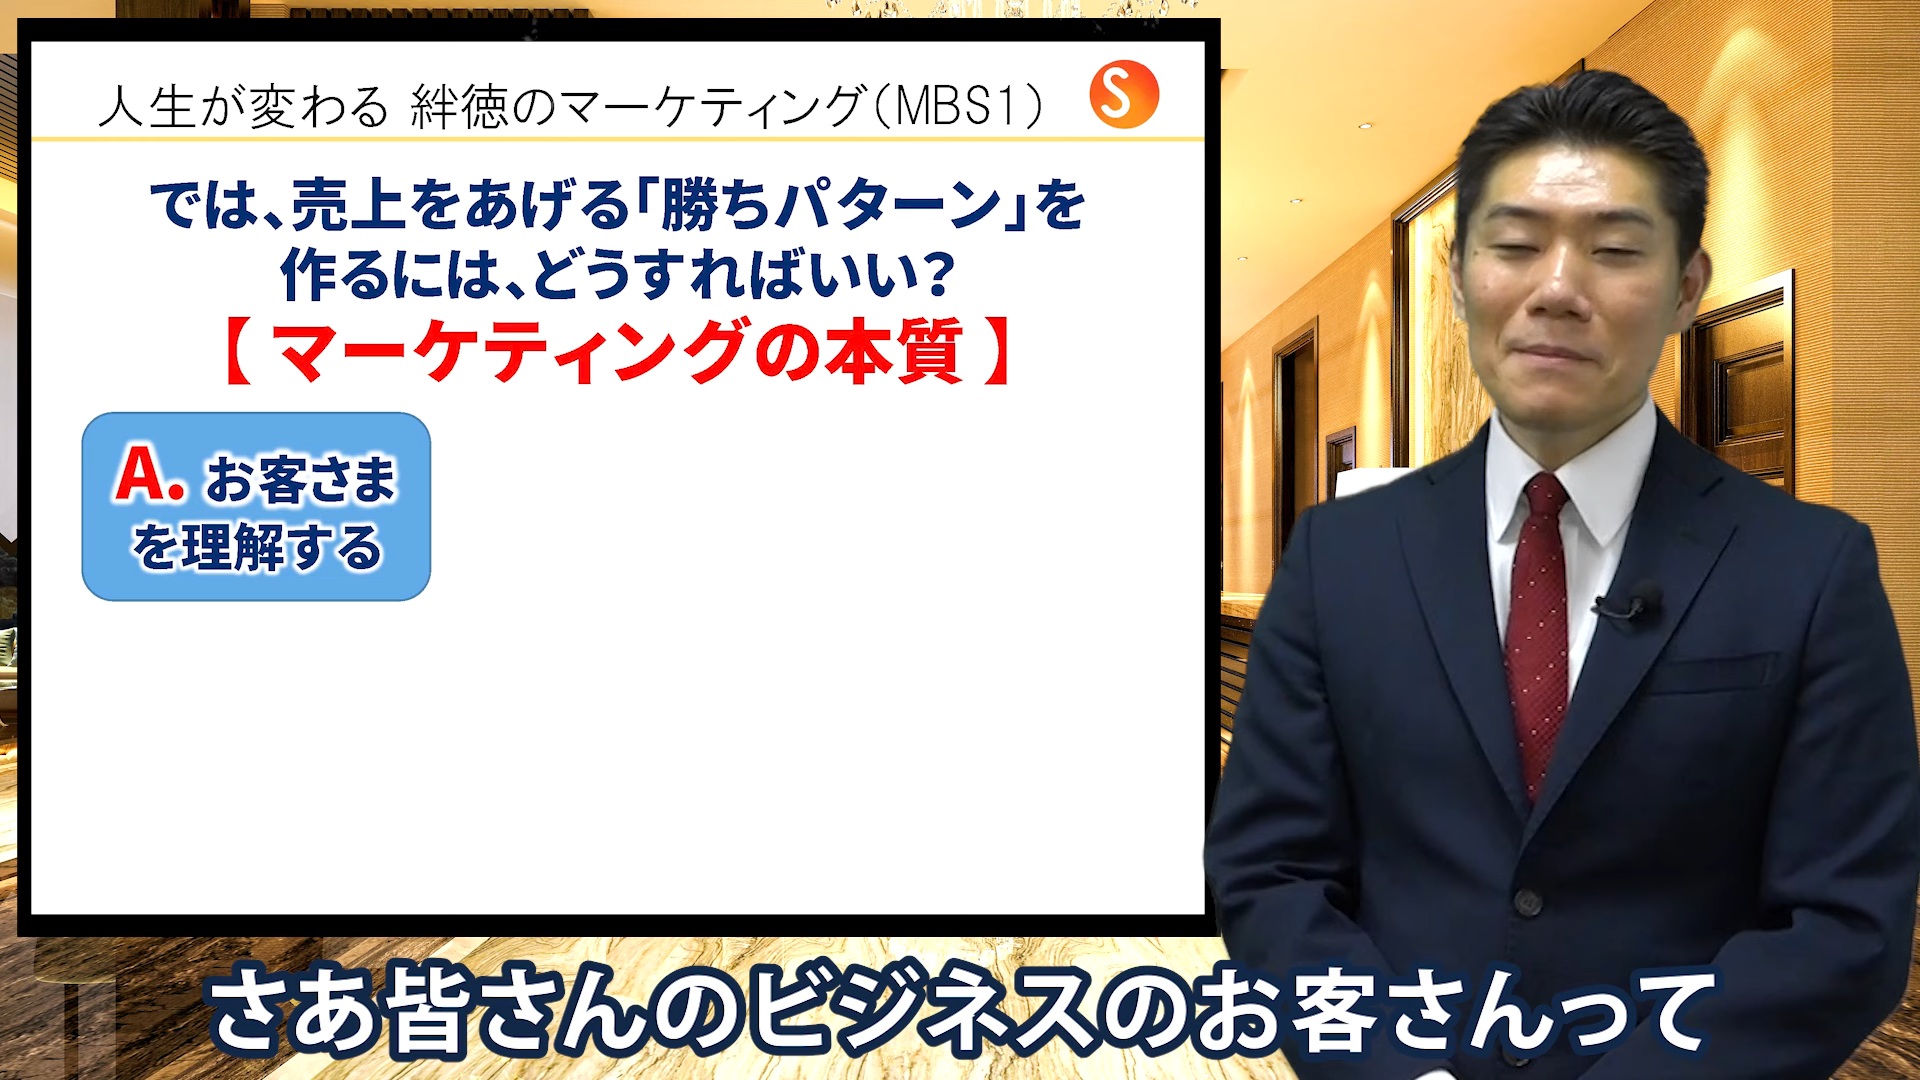 人生が変わる 絆徳のマーケティング(MBS1)
S
では、売上をあげる「勝ちパターン」を
作るには、どうすればいい？
【 マーケティングの本質 】
A. お客さま
を理解する
さあ皆さんのビジネスのお客さんって